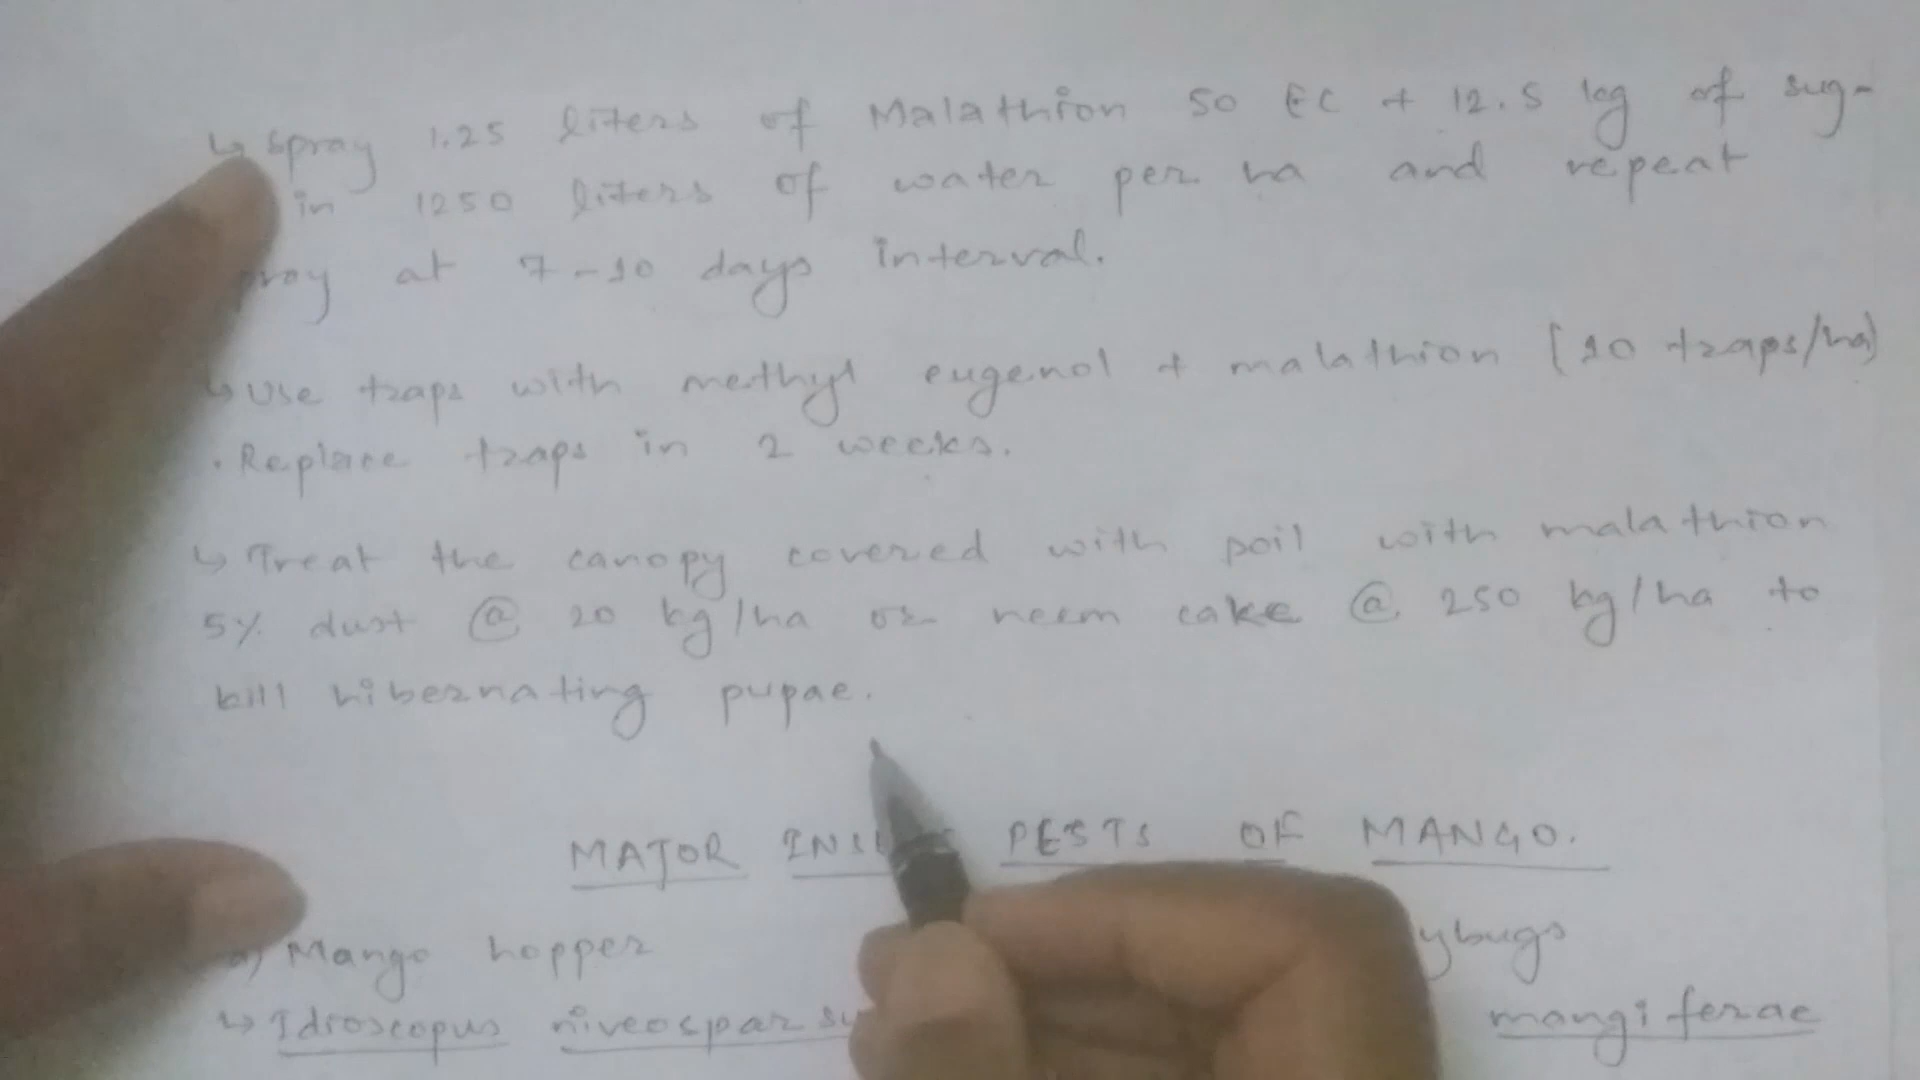 ↳ Spray 1.25 liters of Malathion 50 EC + 12.5 kg of sug-
in 1250 liters of water per ha and repeat
pray at 7-10 days interval.
↳ Use traps with methyl eugenol + malathion (10 traps/ha)
. Replace traps in 2 weeks.
↳ Treat the canopy covered with poil with malathion
5% dust @ 20 kg/ha or neem cake @ 250 kg/ha to
kill hibernating pupae.
MAJOR PESTS OF MANGO.
a) Mango hopper ybugs
↳ Idroscopus mangiferae